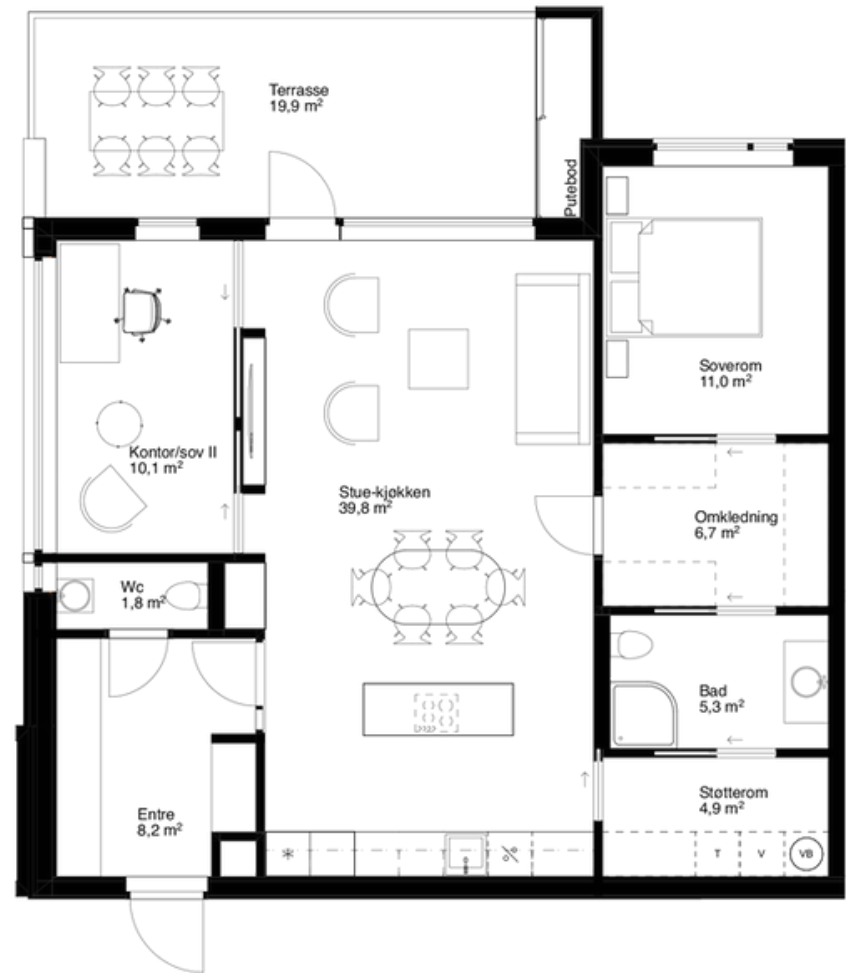 Terrasse
19,9 m²
Putebod
Soverom
11,0 m²
Kontor/sov II
10,1 m²
Stue-kjøkken
39,8 m²
Omkledning
6,7 m²
Wc
1,8 m²
Bad
5,3 m²
Støtterom
4,9 m²
Entre
8,2 m²
T
V
VB